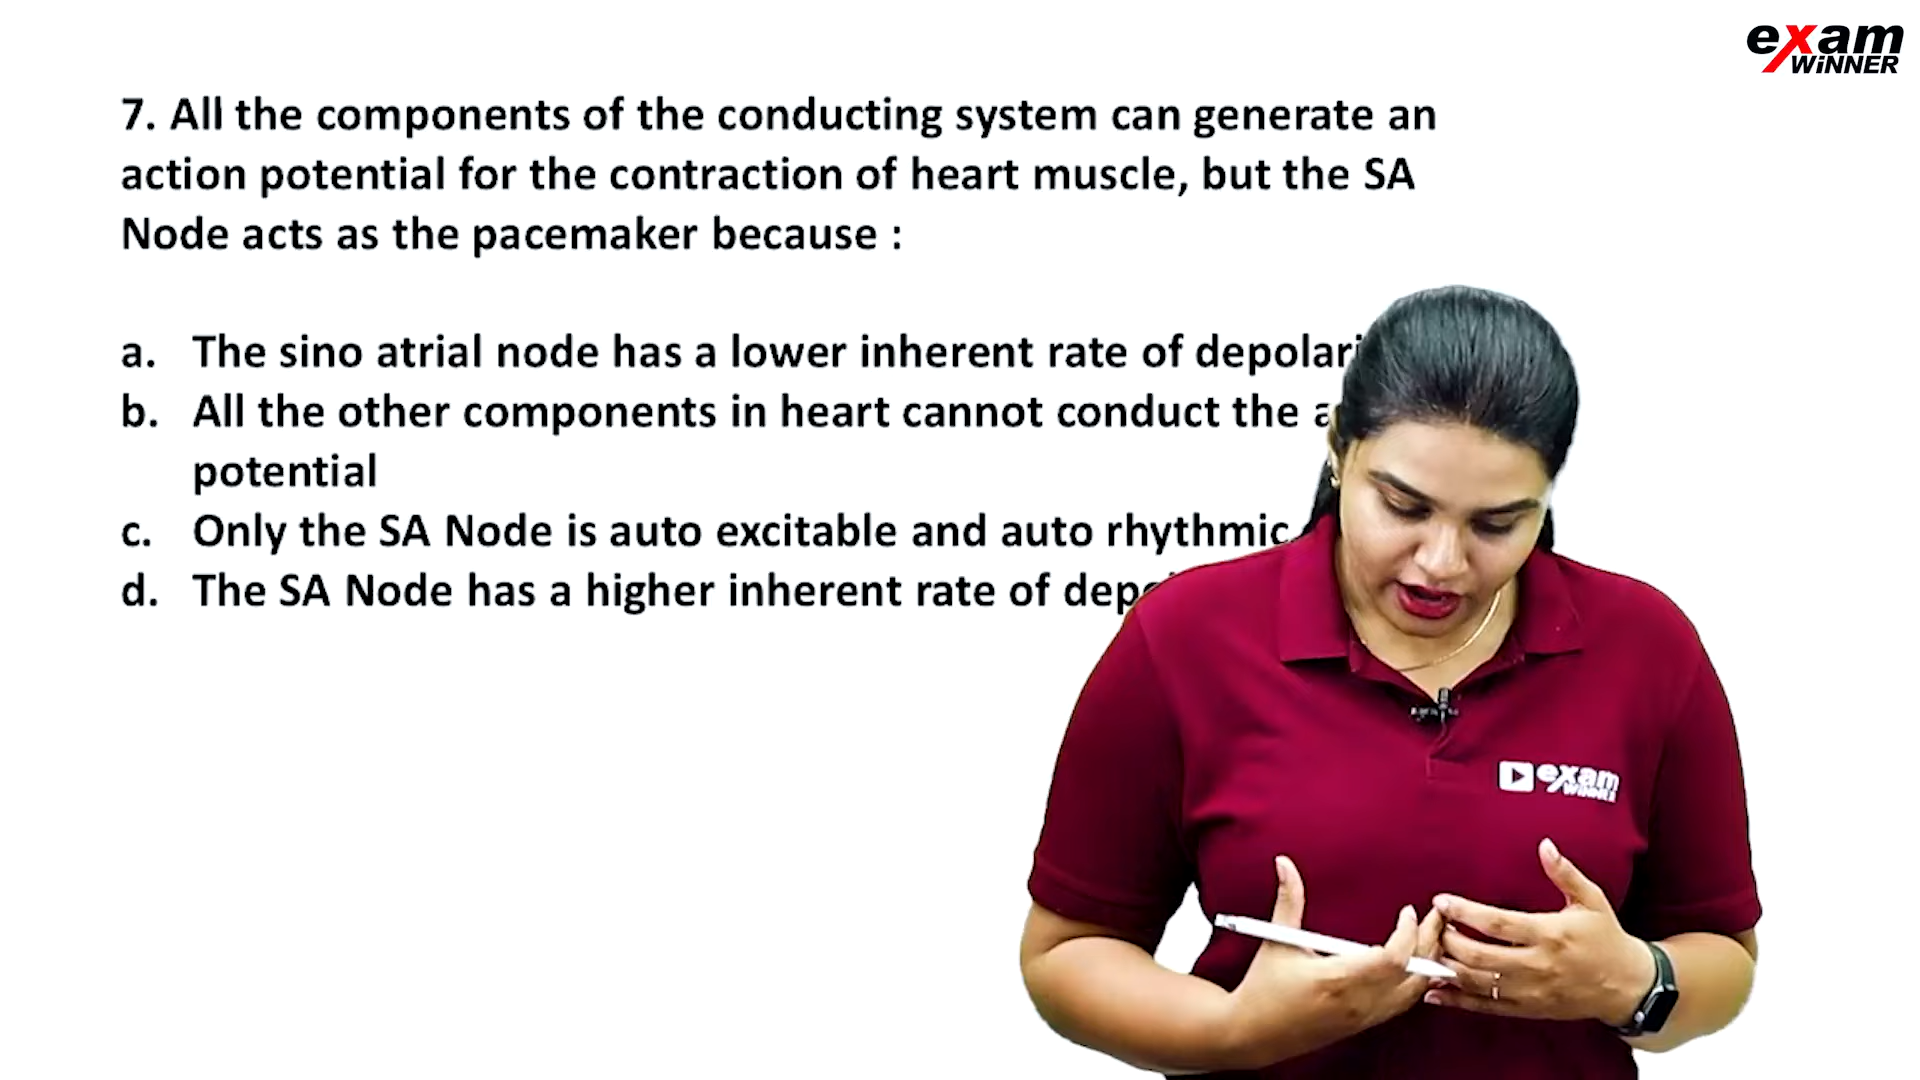 exam
WiNNER
7. All the components of the conducting system can generate an
action potential for the contraction of heart muscle, but the SA
Node acts as the pacemaker because :
a. The sino atrial node has a lower inherent rate of
b. All the other components in heart cannot conduct the
potential
c. Only the SA Node is auto excitable and auto rhythmic
d. The SA Node has a higher inherent rate of
exam
WiNNER